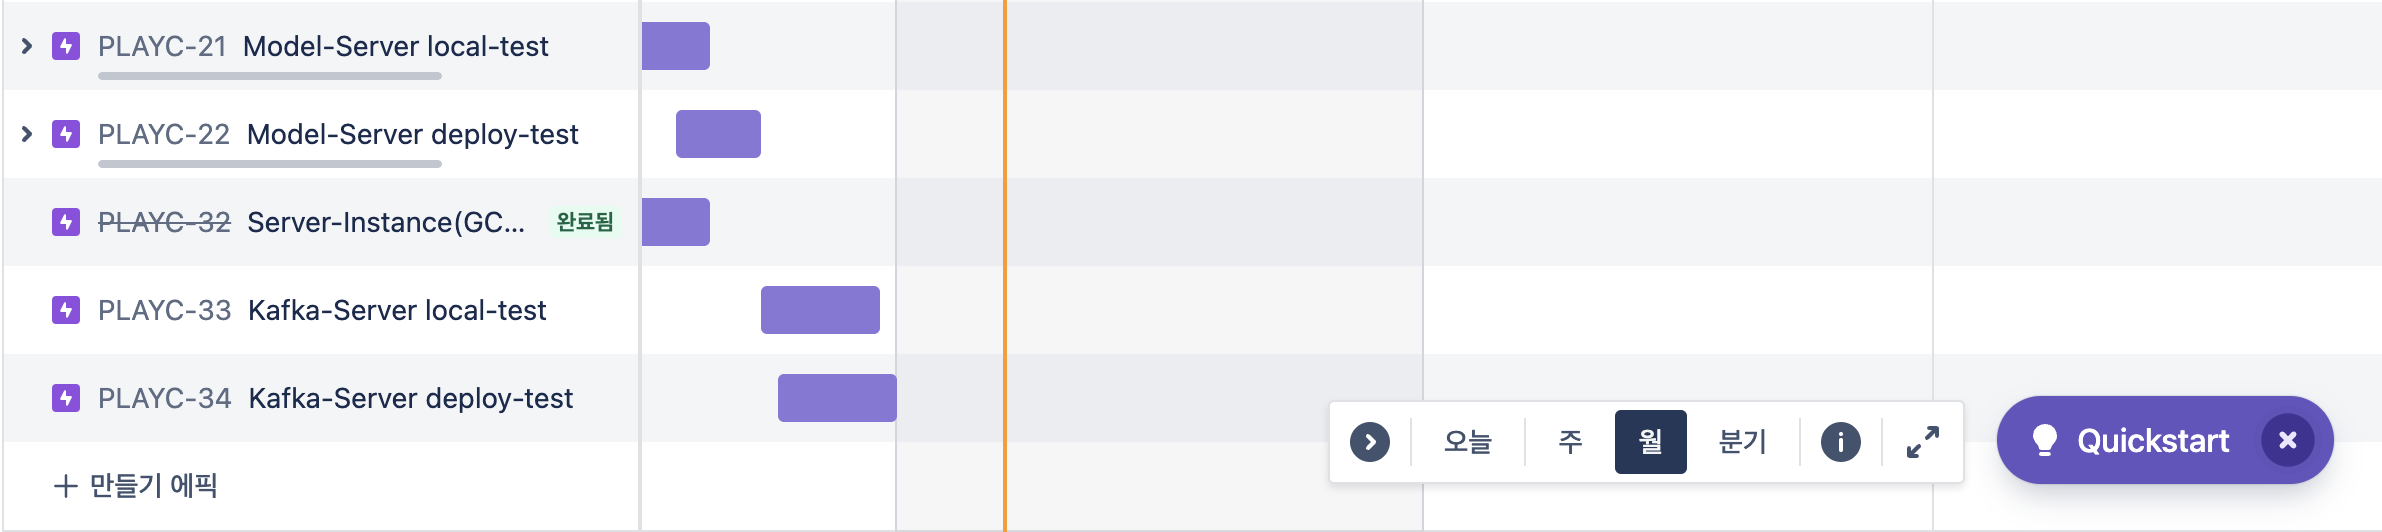 PLAYC-21 Model-Server local-test
PLAYC-22 Model-Server deploy-test
PLAYC-32 Server-Instance(GC... 완료됨
PLAYC-33 Kafka-Server local-test
PLAYC-34 Kafka-Server deploy-test
+ 만들기 에픽
오늘 주 월 분기
Quickstart